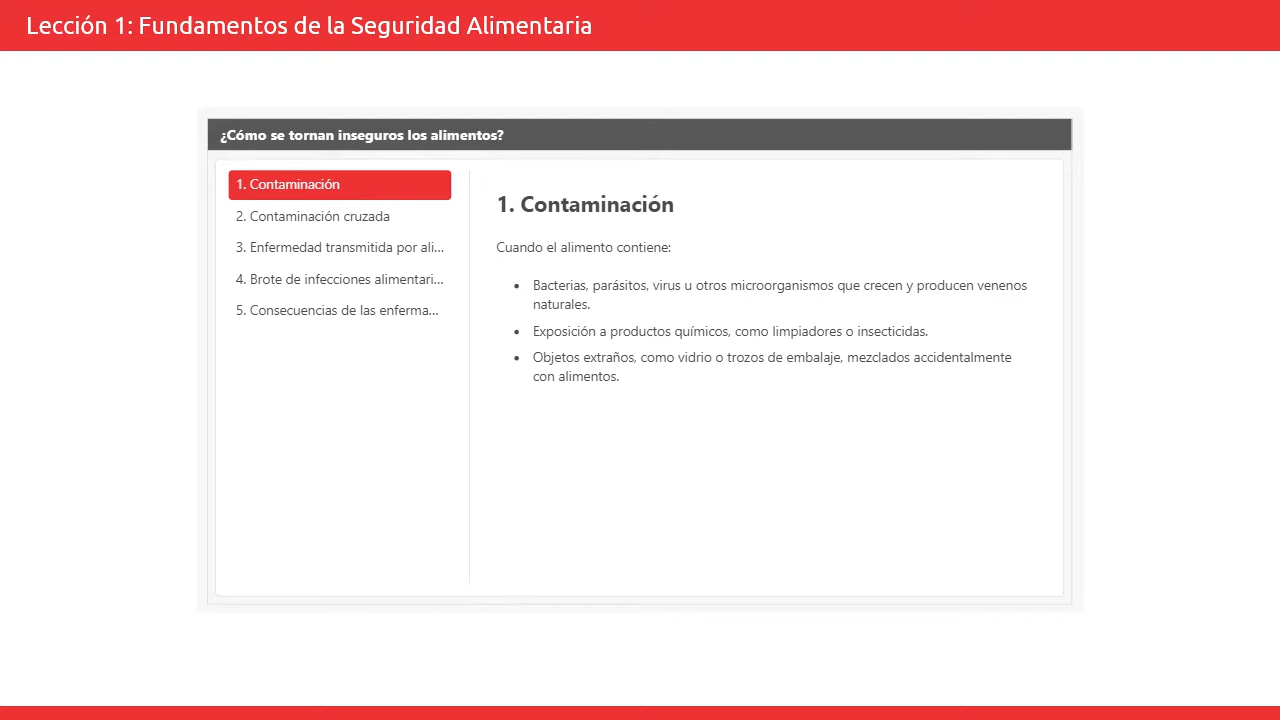 Lección 1: Fundamentos de la Seguridad Alimentaria
¿Cómo se tornan inseguros los alimentos?
1. Contaminación
2. Contaminación cruzada
3. Enfermedad transmitida por ali...
4. Brote de infecciones alimentari...
5. Consecuencias de las enferma...
1. Contaminación
Cuando el alimento contiene:
• Bacterias, parásitos, virus u otros microorganismos que crecen y producen venenos
naturales.
• Exposición a productos químicos, como limpiadores o insecticidas.
• Objetos extraños, como vidrio o trozos de embalaje, mezclados accidentalmente
con alimentos.